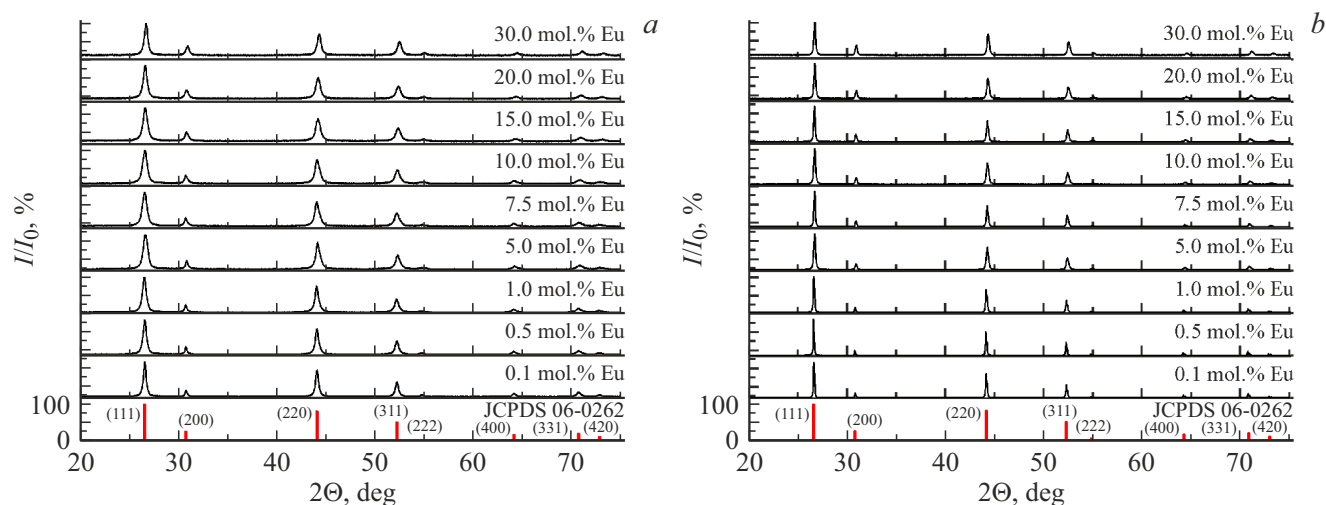 a
30.0 mol.% Eu
20.0 mol.% Eu
15.0 mol.% Eu
10.0 mol.% Eu
7.5 mol.% Eu
5.0 mol.% Eu
1.0 mol.% Eu
0.5 mol.% Eu
0.1 mol.% Eu
I/I0, %
100
0
JCPDS 06-0262
(111)
(200)
(220)
(311)
(222)
(400)
(331)
(420)
20 30 40 50 60 70
2Θ, deg
b
30.0 mol.% Eu
20.0 mol.% Eu
15.0 mol.% Eu
10.0 mol.% Eu
7.5 mol.% Eu
5.0 mol.% Eu
1.0 mol.% Eu
0.5 mol.% Eu
0.1 mol.% Eu
I/I0, %
100
0
JCPDS 06-0262
(111)
(200)
(220)
(311)
(222)
(400)
(331)
(420)
20 30 40 50 60 70
2Θ, deg